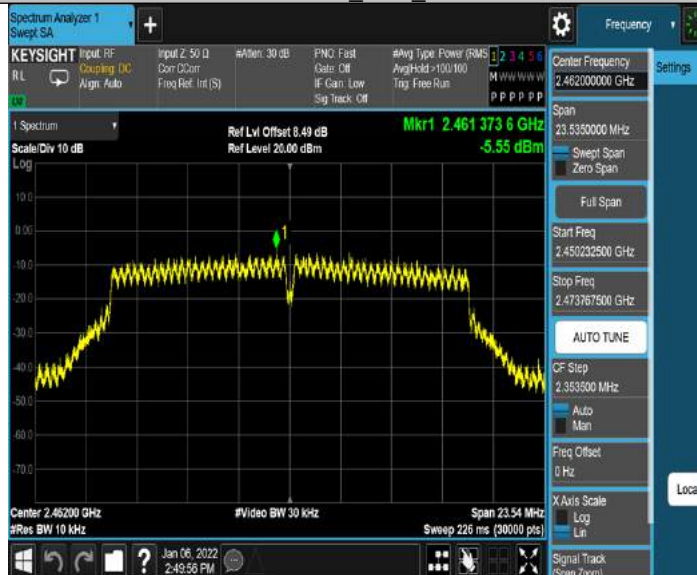 Spectrum Analyzer 1
Swept SA
+
Frequency
KEYSIGHT
RL
Input: RF
Coupling: DC
Align: Auto
Input Z: 50 Ω
Corr CCorr
Freq Ref: Int (S)
#Atten: 30 dB
PNO: Fast
Gate: Off
IF Gain: Low
Sig Track: Off
#Avg Type: Power (RMS
Avg|Hold:>100/100
Trig: Free Run
1 2 3 4 5 6
M W W W W W
P P P P P P
1 Spectrum
Scale/Div 10 dB
Log
Ref Lvl Offset 8.49 dB
Ref Level 20.00 dBm
Mkr1 2.461 373 6 GHz
-5.55 dBm
10.0
0.00
-10.0
-20.0
-30.0
-40.0
-50.0
-60.0
-70.0
1
Center 2.46200 GHz
#Res BW 10 kHz
#Video BW 30 kHz
Span 23.54 MHz
Sweep 226 ms (30000 pts)
Center Frequency
2.462000000 GHz
Settings
Span
23.5350000 MHz
Swept Span
Zero Span
Full Span
Start Freq
2.450232500 GHz
Stop Freq
2.473767500 GHz
AUTO TUNE
CF Step
2.353500 MHz
Auto
Man
Freq Offset
0 Hz
X Axis Scale
Log
Lin
Loca
Signal Track
(Span Zoom)
?
Jan 06, 2022
2:49:56 PM